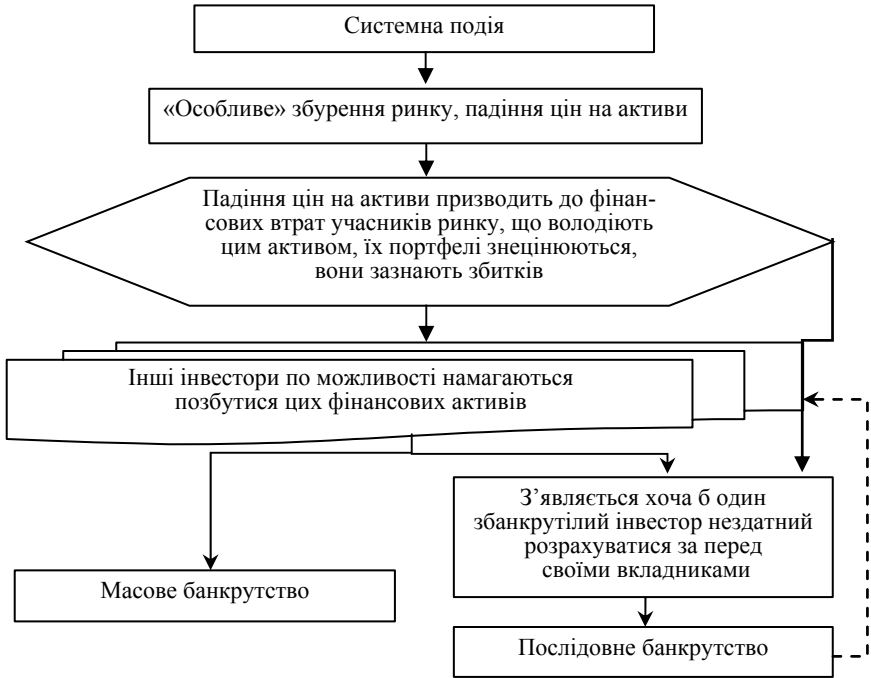 Системна подія
«Особливе» збурення ринку, падіння цін на активи
Падіння цін на активи призводить до фінан-
сових втрат учасників ринку, що володіють
цим активом, їх портфелі знецінюються,
вони зазнають збитків
Інші інвестори по можливості намагаються
позбутися цих фінансових активів
З’являється хоча б один
збанкрутілий інвестор нездатний
розрахуватися за перед
своїми вкладниками
Масове банкрутство
Послідовне банкрутство